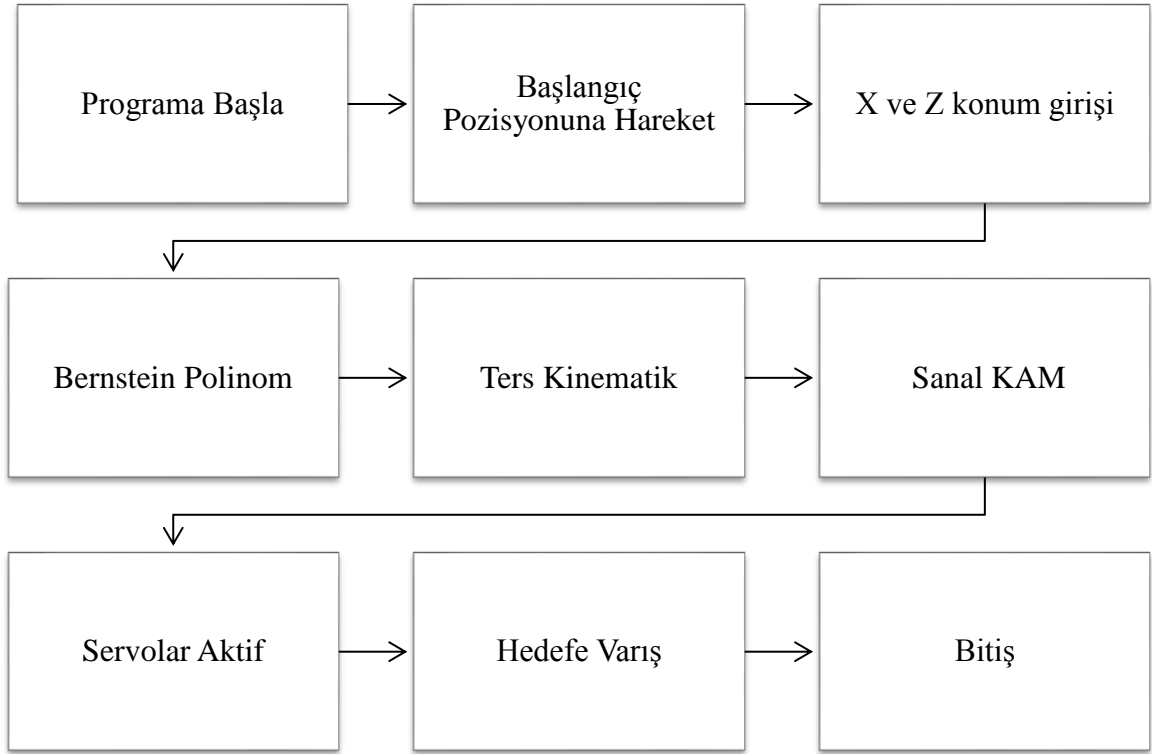 Programa Başla
Başlangıç
Pozisyonuna Hareket
X ve Z konum girişi
Bernstein Polinom
Ters Kinematik
Sanal KAM
Servolar Aktif
Hedefe Varış
Bitiş